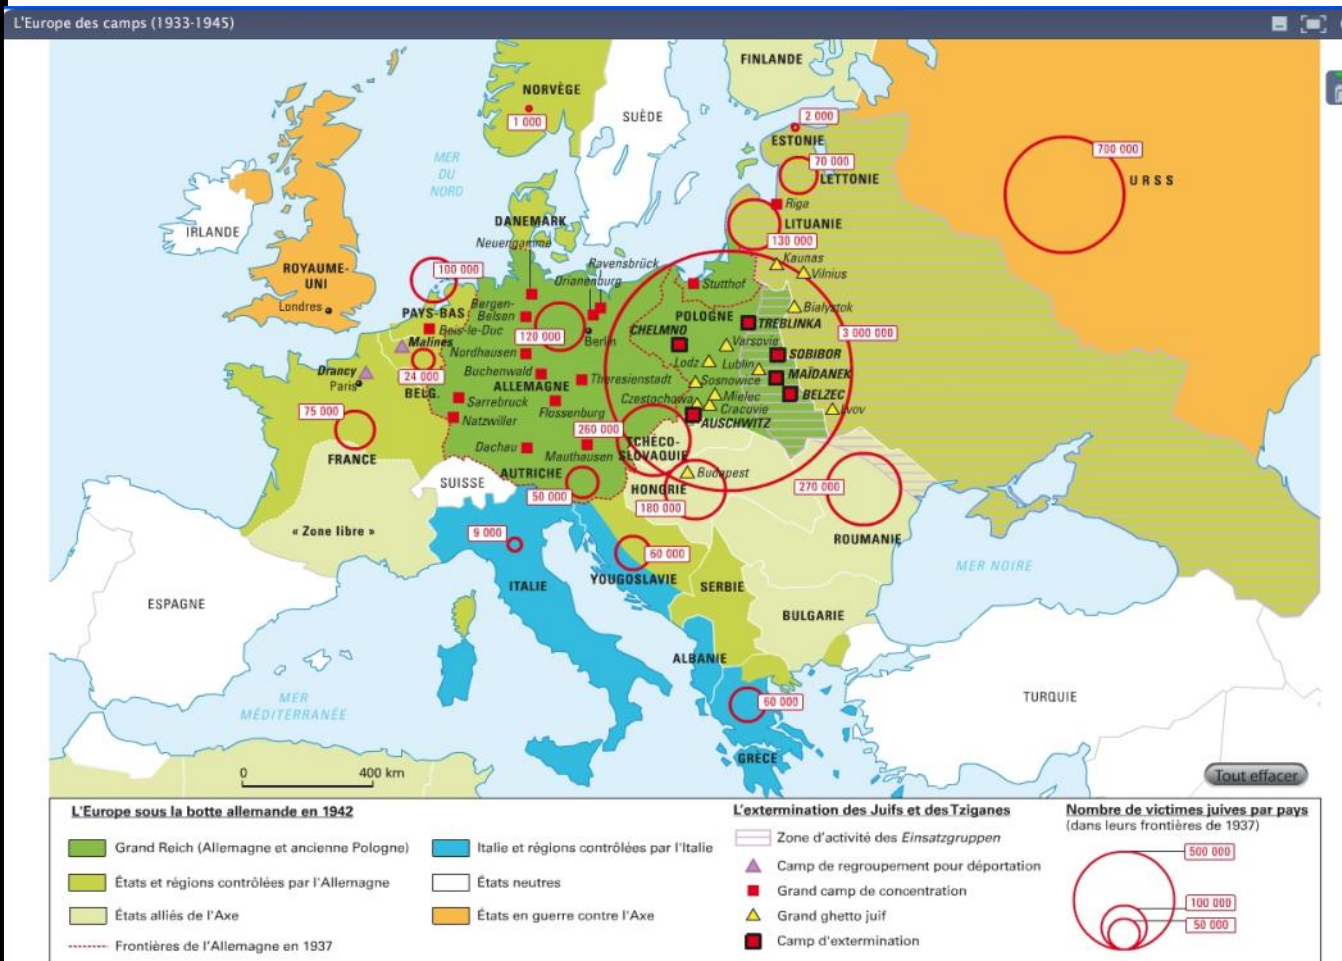 L'Europe des camps (1933-1945)
FINLANDE
NORVÈGE
1 000
SUÈDE
2 000
ESTONIE
700 000
URSS
MER
DU
NORD
70 000
LETTONIE
Riga
IRLANDE
DANEMARK
LITUANIE
130 000
Neuengamme
Kaunas
Vilnius
ROYAUME-
UNI
Londres
100 000
Ravensbrück
Orianenburg
Stutthof
Bialystok
PAYS-BAS
Bergen-
Belsen
POLOGNE
TREBLINKA
3 000 000
Bois-le-Duc
120 000
Berlin
CHELMNO
Varsovie
Malines
Nordhausen
SOBIBOR
Drancy
Paris
24 000
BELG.
Buchenwald
ALLEMAGNE
Theresienstadt
Lodz
Lublin
MAÏDANEK
Sosnowice
Sarrebruck
Flossenburg
Czestochowa
Mielec
BELZEC
Cracuvie
Lvov
75 000
Natzwiller
AUSCHWITZ
FRANCE
Dachau
260 000
Mauthausen
TCHÉCO-
SLOVAQUIE
SUISSE
AUTRICHE
Budapest
50 000
HONGRIE
180 000
270 000
« Zone libre »
9 000
ROUMANIE
60 000
MER NOIRE
ITALIE
YOUGOSLAVIE
SERBIE
ESPAGNE
BULGARIE
ALBANIE
MER
MÉDITERRANÉE
60 000
TURQUIE
GRÈCE
0 400 km
Tout effacer
L'Europe sous la botte allemande en 1942
Grand Reich (Allemagne et ancienne Pologne)
États et régions contrôlées par l'Allemagne
États alliés de l'Axe
Frontières de l'Allemagne en 1937
Italie et régions contrôlées par l'Italie
États neutres
États en guerre contre l'Axe
L'extermination des Juifs et des Tziganes
Zone d'activité des Einsatzgruppen
Camp de regroupement pour déportation
Grand camp de concentration
Grand ghetto juif
Camp d'extermination
Nombre de victimes juives par pays
(dans leurs frontières de 1937)
500 000
100 000
50 000